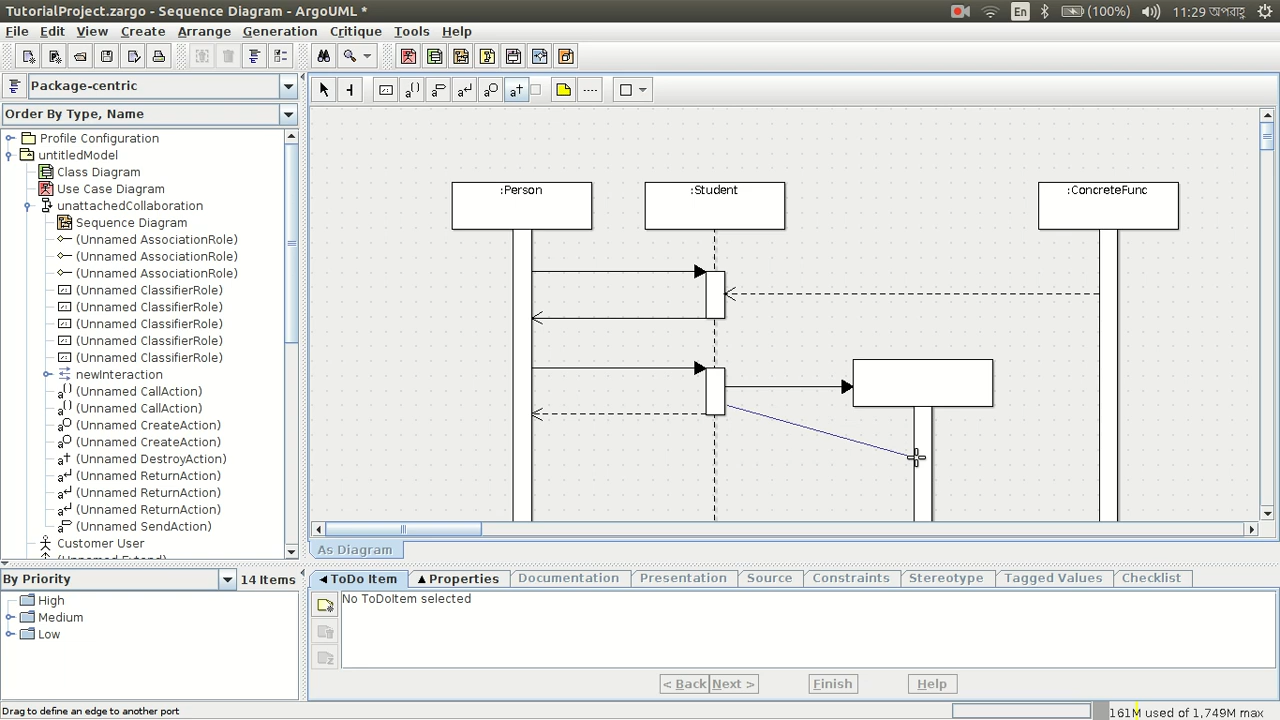 TutorialProject.zargo - Sequence Diagram - ArgoUML *
En
(100%)
11:29 অপরাহ্ণ
File Edit View Create Arrange Generation Critique Tools Help
Package-centric
Order By Type, Name
Profile Configuration
untitledModel
Class Diagram
Use Case Diagram
unattachedCollaboration
Sequence Diagram
(Unnamed AssociationRole)
(Unnamed AssociationRole)
(Unnamed AssociationRole)
(Unnamed ClassifierRole)
(Unnamed ClassifierRole)
(Unnamed ClassifierRole)
(Unnamed ClassifierRole)
(Unnamed ClassifierRole)
newInteraction
(Unnamed CallAction)
(Unnamed CallAction)
(Unnamed CreateAction)
(Unnamed CreateAction)
(Unnamed DestroyAction)
(Unnamed ReturnAction)
(Unnamed ReturnAction)
(Unnamed ReturnAction)
(Unnamed SendAction)
Customer User
(Unnamed Extend)
:Person
:Student
:ConcreteFunc
As Diagram
By Priority
14 Items
High
Medium
Low
ToDo Item
Properties
Documentation
Presentation
Source
Constraints
Stereotype
Tagged Values
Checklist
No ToDoItem selected
< Back
Next >
Finish
Help
Drag to define an edge to another port
161M used of 1,749M max